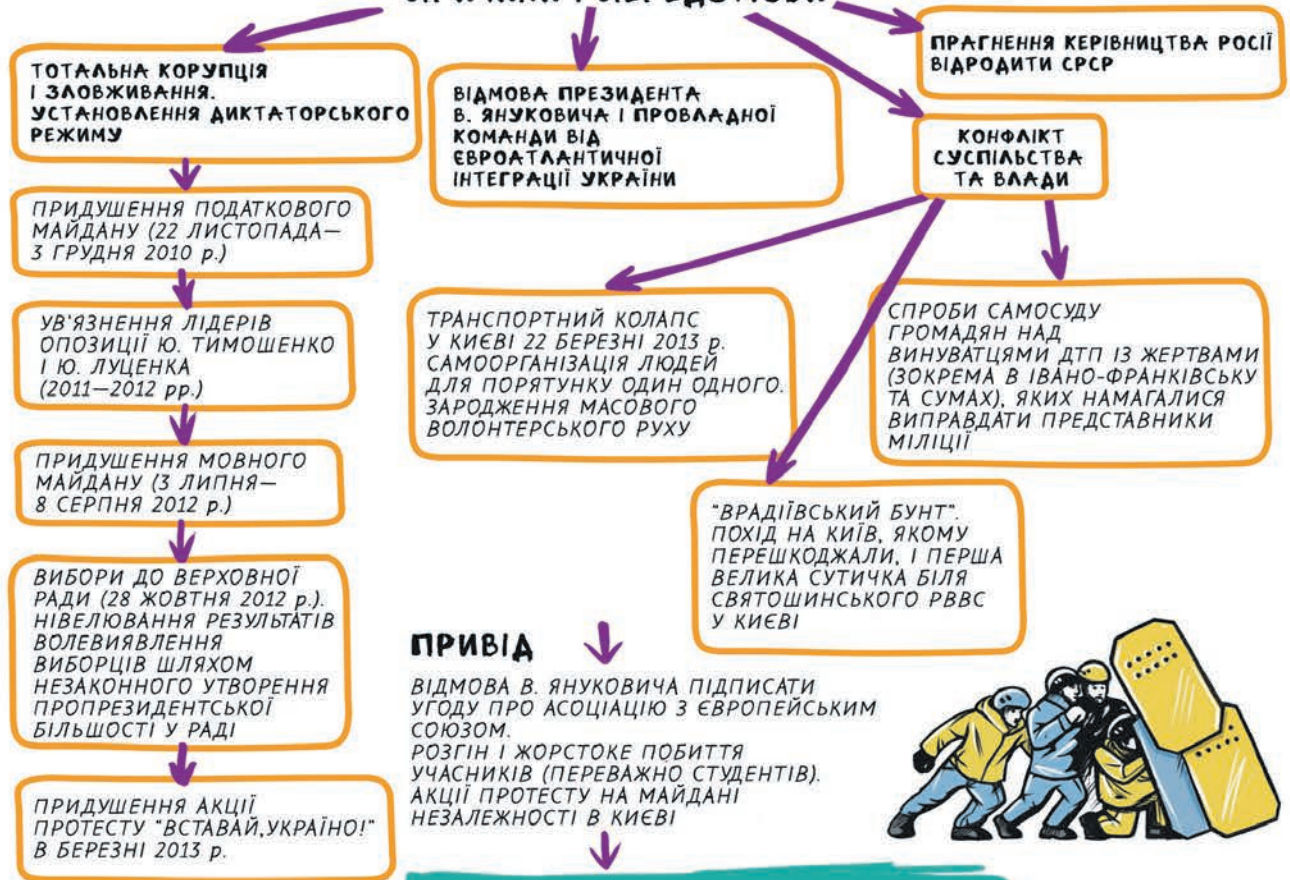 ТОТАЛЬНА КОРУПЦІЯ
І ЗЛОВЖИВАННЯ.
УСТАНОВЛЕННЯ ДИКТАТОРСЬКОГО
РЕЖИМУ
ПРИДУШЕННЯ ПОДАТКОВОГО
МАЙДАНУ (22 ЛИСТОПАДА—
3 ГРУДНЯ 2010 р.)
УВ'ЯЗНЕННЯ ЛІДЕРІВ
ОПОЗИЦІЇ Ю. ТИМОШЕНКО
І Ю. ЛУЦЕНКА
(2011—2012 рр.)
ПРИДУШЕННЯ МОВНОГО
МАЙДАНУ (3 ЛИПНЯ—
8 СЕРПНЯ 2012 р.)
ВИБОРИ ДО ВЕРХОВНОЇ
РАДИ (28 ЖОВТНЯ 2012 р.).
НІВЕЛЮВАННЯ РЕЗУЛЬТАТІВ
ВОЛЕВИЯВЛЕННЯ
ВИБОРЦІВ ШЛЯХОМ
НЕЗАКОННОГО УТВОРЕННЯ
ПРОПРЕЗИДЕНТСЬКОЇ
БІЛЬШОСТІ У РАДІ
ПРИДУШЕННЯ АКЦІЇ
ПРОТЕСТУ "ВСТАВАЙ,УКРАЇНО!"
В БЕРЕЗНІ 2013 р.
ВІДМОВА ПРЕЗИДЕНТА
В. ЯНУКОВИЧА І ПРОВЛАДНОЇ
КОМАНДИ ВІД
ЄВРОАТЛАНТИЧНОЇ
ІНТЕГРАЦІЇ УКРАЇНИ
ПРАГНЕННЯ КЕРІВНИЦТВА РОСІЇ
ВІДРОДИТИ СРСР
КОНФЛІКТ
СУСПІЛЬСТВА
ТА ВЛАДИ
ТРАНСПОРТНИЙ КОЛАПС
У КИЄВІ 22 БЕРЕЗНІ 2013 р.
САМООРГАНІЗАЦІЯ ЛЮДЕЙ
ДЛЯ ПОРЯТУНКУ ОДИН ОДНОГО.
ЗАРОДЖЕННЯ МАСОВОГО
ВОЛОНТЕРСЬКОГО РУХУ
СПРОБИ САМОСУДУ
ГРОМАДЯН НАД
ВИНУВАТЦЯМИ ДТП ІЗ ЖЕРТВАМИ
(ЗОКРЕМА В ІВАНО-ФРАНКІВСЬКУ
ТА СУМАХ), ЯКИХ НАМАГАЛИСЯ
ВИПРАВДАТИ ПРЕДСТАВНИКИ
МІЛІЦІЇ
"ВРАДІЇВСЬКИЙ БУНТ".
ПОХІД НА КИЇВ, ЯКОМУ
ПЕРЕШКОДЖАЛИ, І ПЕРША
ВЕЛИКА СУТИЧКА БІЛЯ
СВЯТОШИНСЬКОГО РВВС
У КИЄВІ
ПРИВІД
ВІДМОВА В. ЯНУКОВИЧА ПІДПИСАТИ
УГОДУ ПРО АСОЦІАЦІЮ З ЄВРОПЕЙСЬКИМ
СОЮЗОМ.
РОЗГІН І ЖОРСТОКЕ ПОБИТТЯ
УЧАСНИКІВ (ПЕРЕВАЖНО СТУДЕНТІВ).
АКЦІЇ ПРОТЕСТУ НА МАЙДАНІ
НЕЗАЛЕЖНОСТІ В КИЄВІ